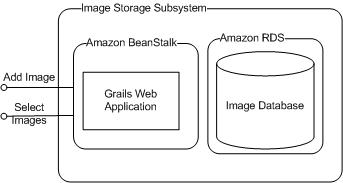 Image Storage Subsystem
Amazon BeanStalk
Amazon RDS
Add Image
Grails Web
Application
Select
Images
Image Database